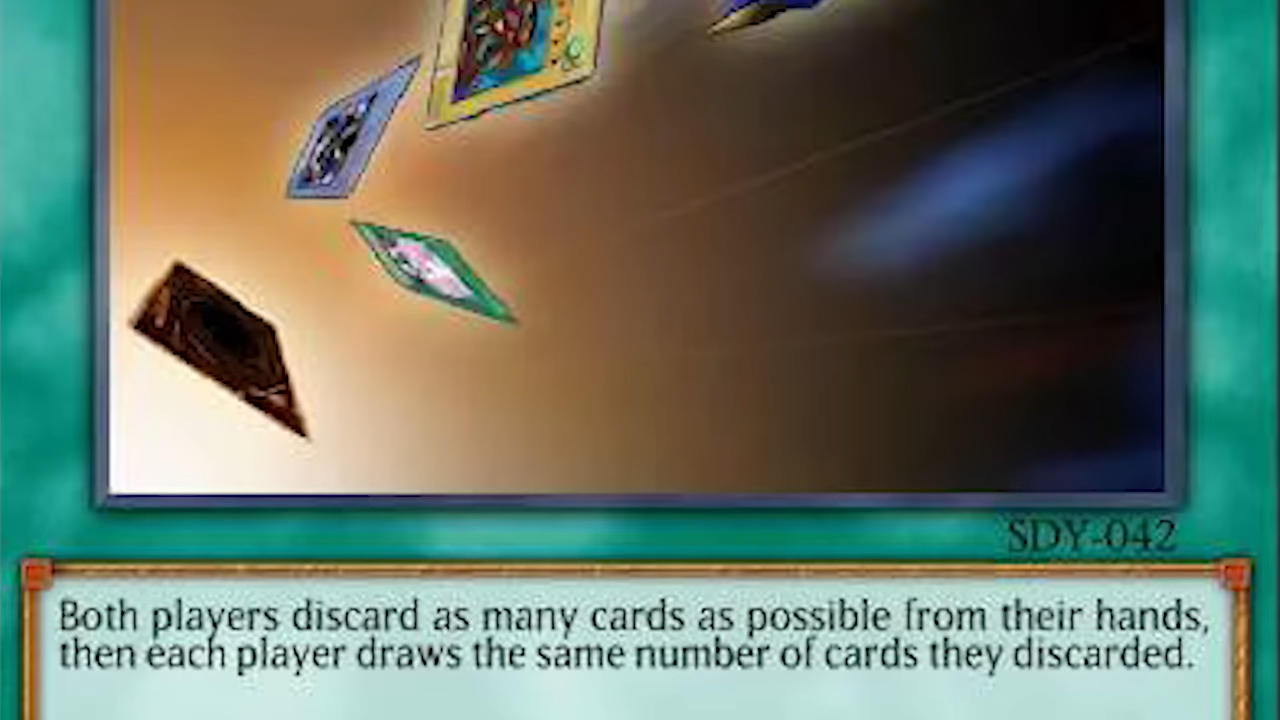 SDY-042
Both players discard as many cards as possible from their hands,
then each player draws the same number of cards they discarded.